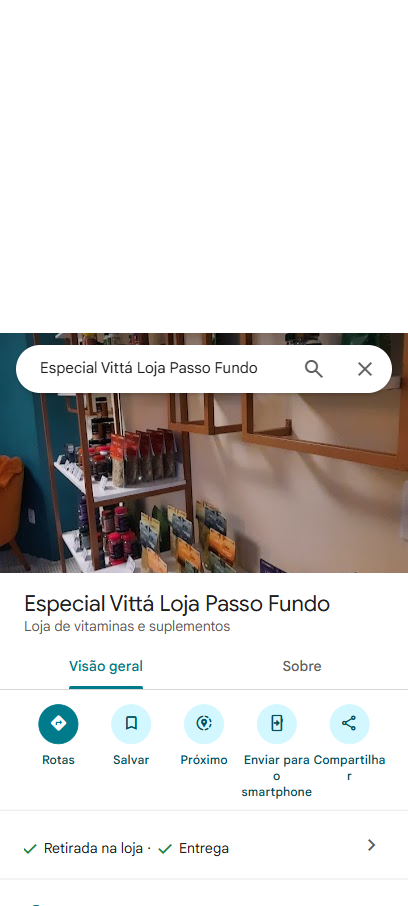 Especial Vittá Loja Passo Fundo
Especial Vittá Loja Passo Fundo
Loja de vitaminas e suplementos
Visão geral
Sobre
Rotas
Salvar
Próximo
Enviar para
o
smartphone
Compartilha
r
Retirada na loja · Entrega